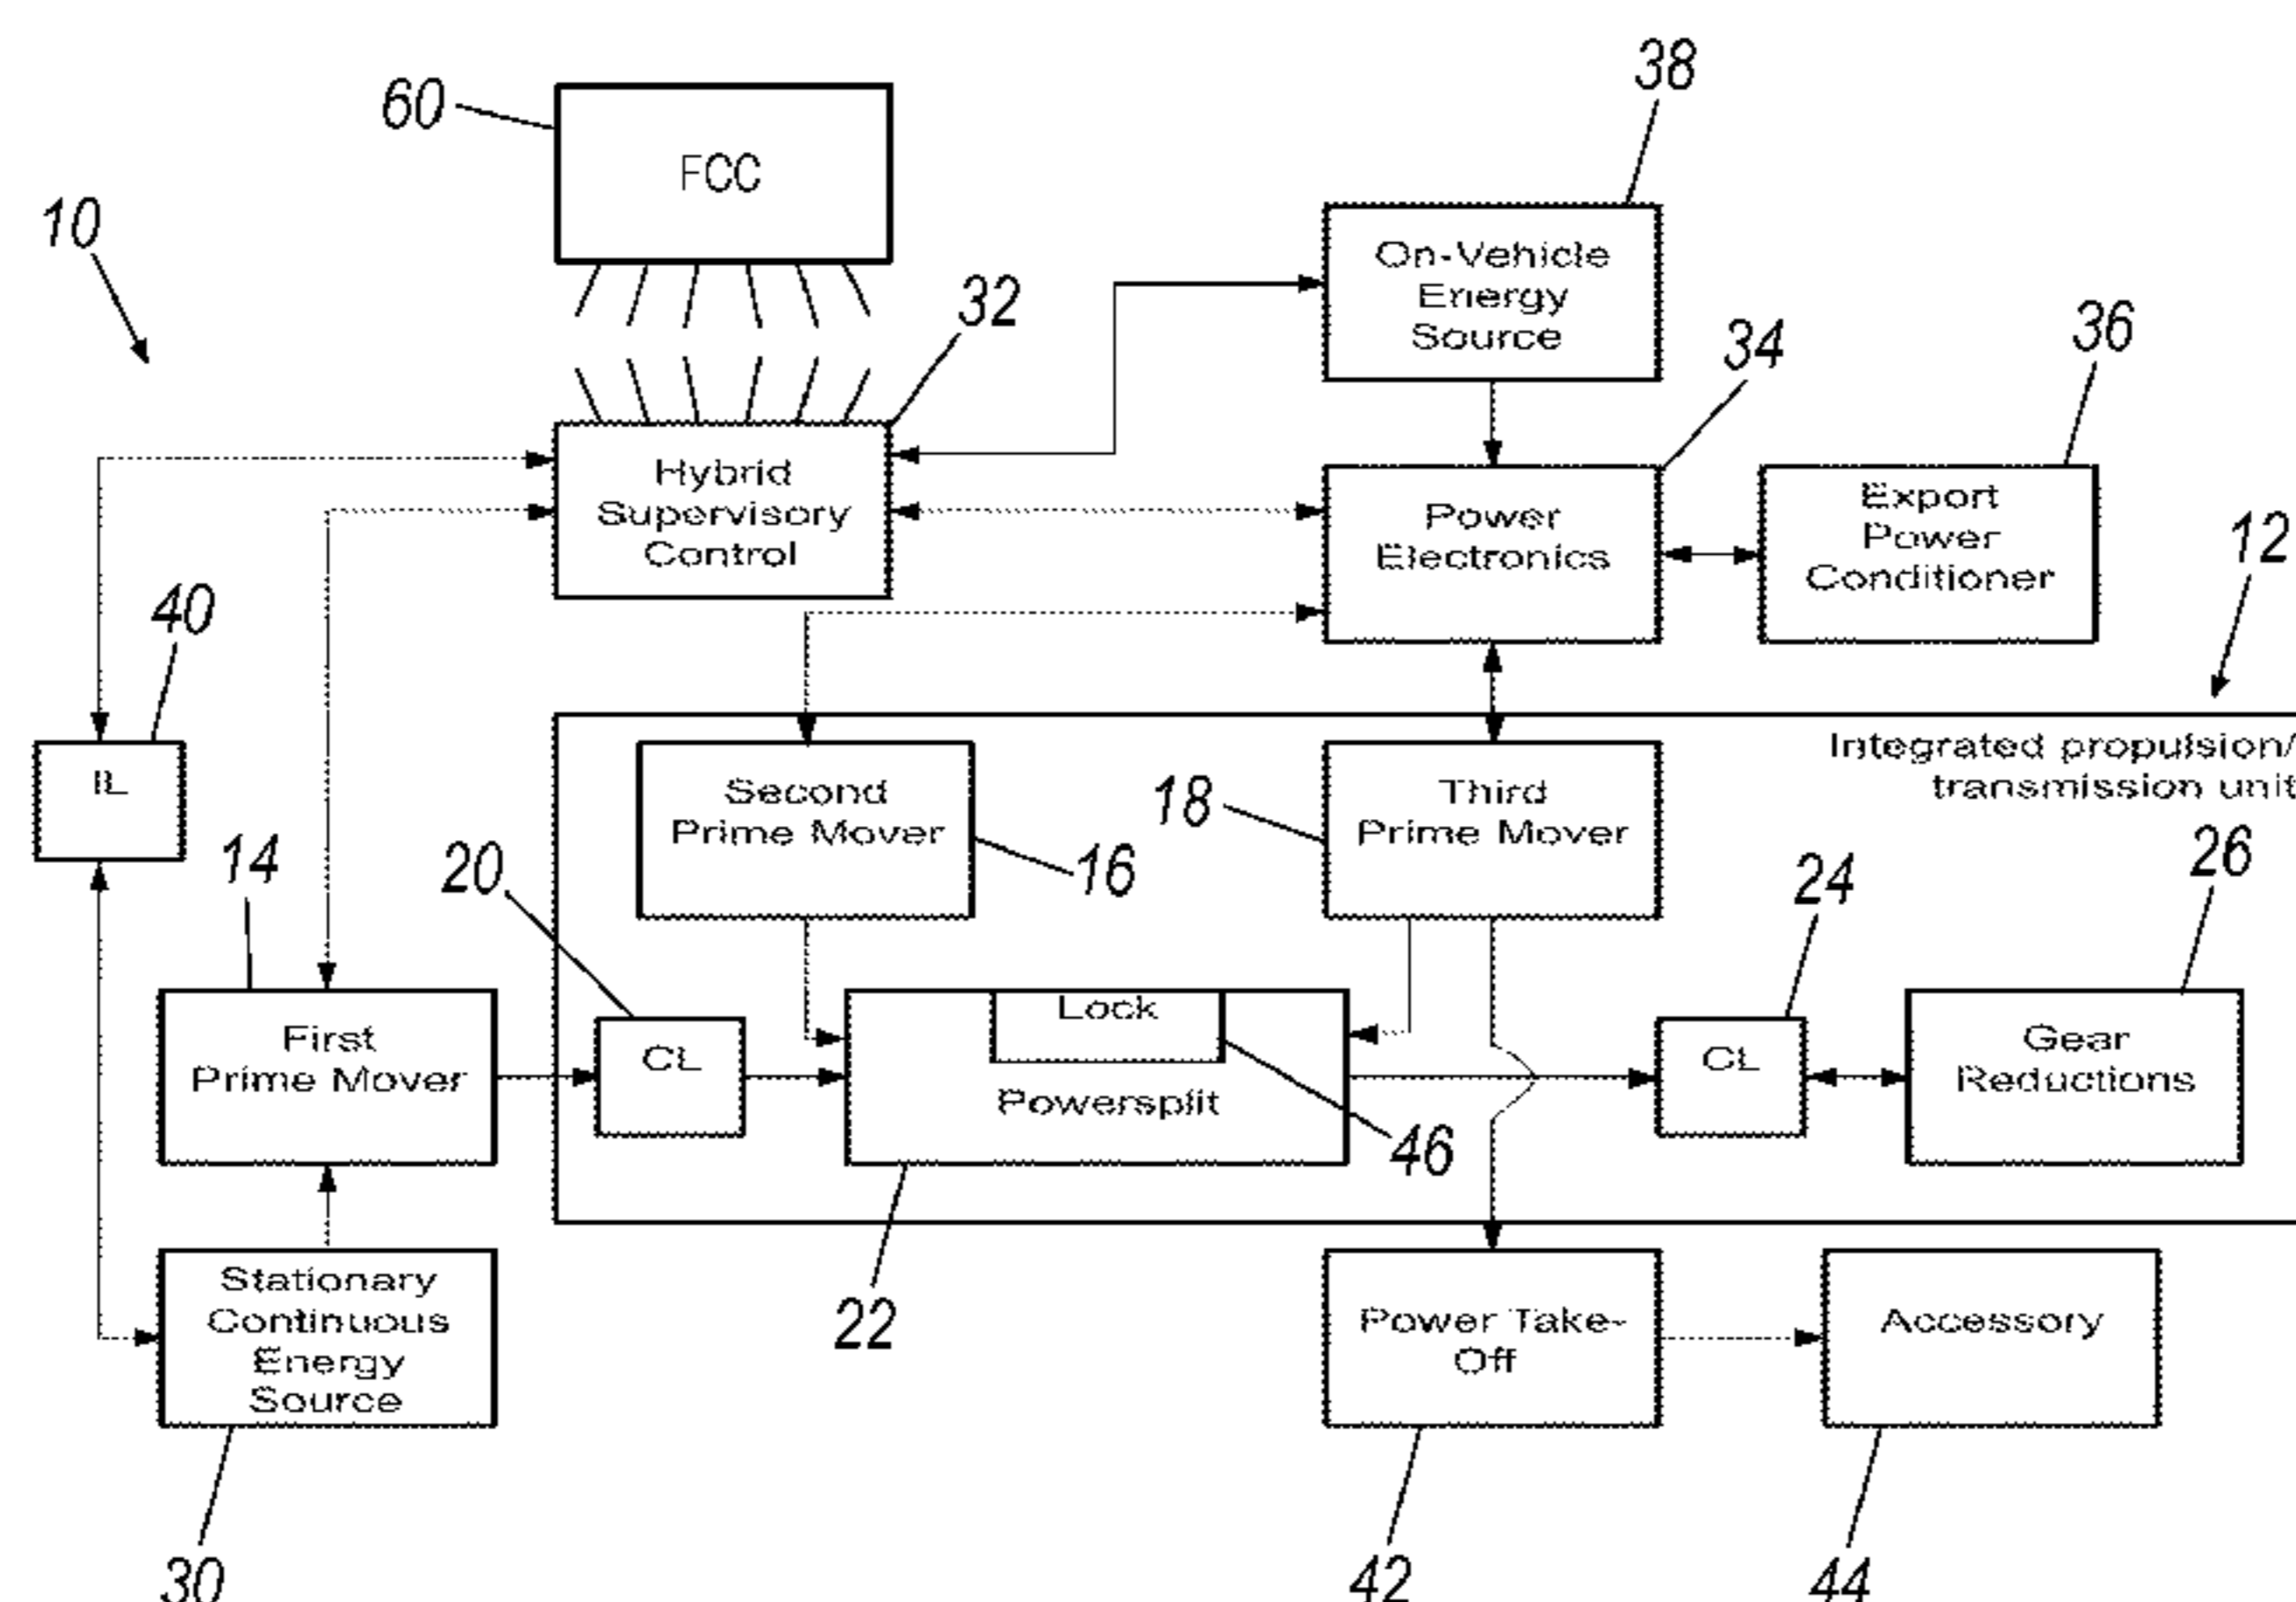 38
60
FCC
10
On-Vehicle
Energy
Source
32
34
36
Hybrid
Supervisory
Control
Power
Electronics
Export
Power
Conditioner
12
40
IL
Integrated propulsion/
transmission unit
Second
Prime Mover
18
Third
Prime Mover
14
20
16
24
26
First
Prime Mover
CL
Lock
Powersplit
CL
Gear
Reductions
46
Stationary
Continuous
Energy
Source
22
Power Take-
Off
Accessory
30
42
44